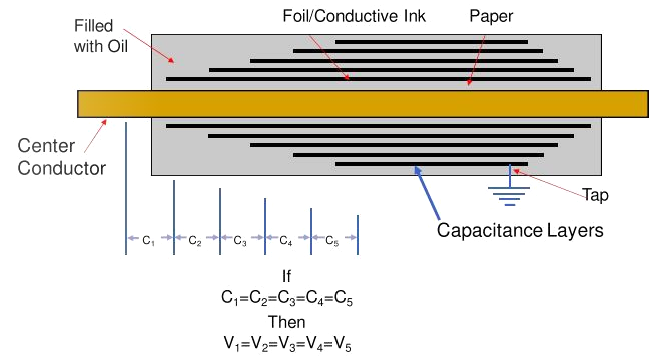 Foil/Conductive Ink
Paper
Filled
with Oil
Center
Conductor
Tap
Capacitance Layers
C₁ C₂ C₃ C₄ C₅
If
C₁=C₂=C₃=C₄=C₅
Then
V₁=V₂=V₃=V₄=V₅